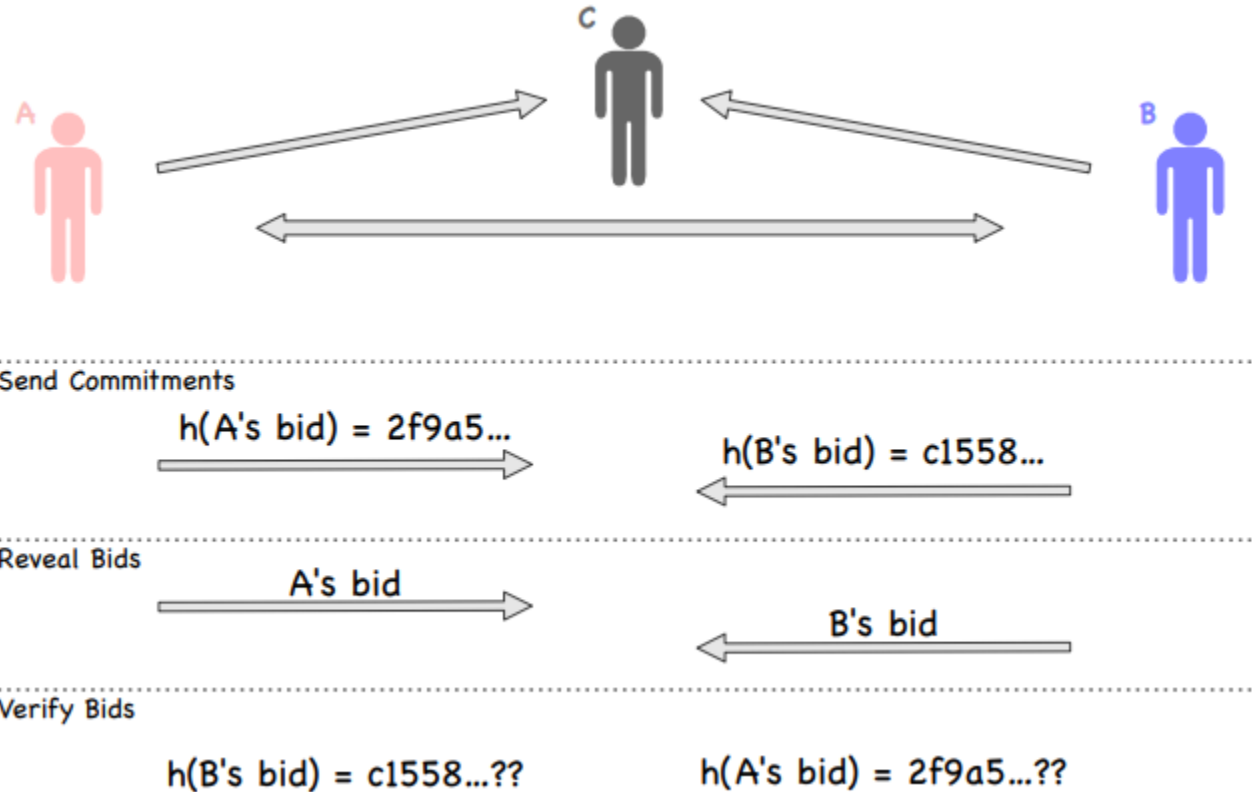 C
A
B
Send Commitments
h(A's bid) = 2f9a5...
h(B's bid) = c1558...
Reveal Bids
A's bid
B's bid
Verify Bids
h(B's bid) = c1558...??
h(A's bid) = 2f9a5...??